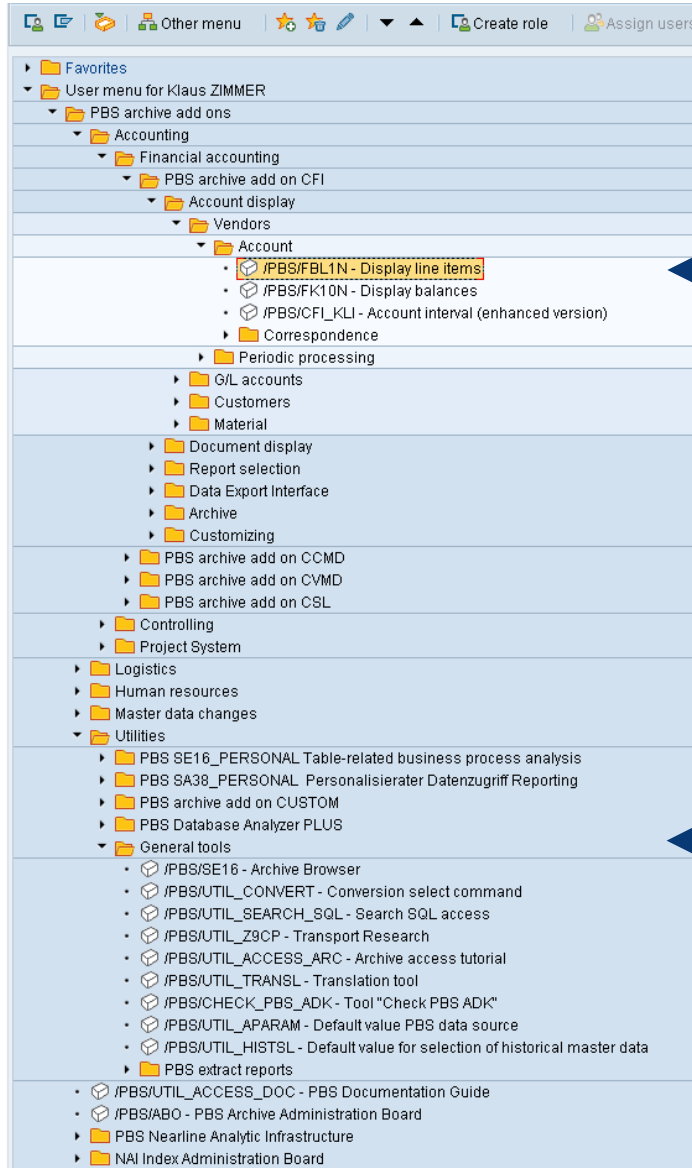 Other menu Create role Assign users
Favorites
User menu for Klaus ZIMMER
PBS archive add ons
Accounting
Financial accounting
PBS archive add on CFI
Account display
Vendors
Account
/PBS/FBL1N - Display line items
/PBS/FK10N - Display balances
/PBS/CFI_KLI - Account interval (enhanced version)
Correspondence
Periodic processing
G/L accounts
Customers
Material
Document display
Report selection
Data Export Interface
Archive
Customizing
PBS archive add on CCMD
PBS archive add on CVMD
PBS archive add on CSL
Controlling
Project System
Logistics
Human resources
Master data changes
Utilities
PBS SE16_PERSONAL Table-related business process analysis
PBS SA38_PERSONAL Personalisierater Datenzugriff Reporting
PBS archive add on CUSTOM
PBS Database Analyzer PLUS
General tools
/PBS/SE16 - Archive Browser
/PBS/UTIL_CONVERT - Conversion select command
/PBS/UTIL_SEARCH_SQL - Search SQL access
/PBS/UTIL_Z9CP - Transport Research
/PBS/UTIL_ACCESS_ARC - Archive access tutorial
/PBS/UTIL_TRANSL - Translation tool
/PBS/CHECK_PBS_ADK - Tool "Check PBS ADK"
/PBS/UTIL_APARAM - Default value PBS data source
/PBS/UTIL_HISTSL - Default value for selection of historical master data
PBS extract reports
/PBS/UTIL_ACCESS_DOC - PBS Documentation Guide
/PBS/ABO - PBS Archive Administration Board
PBS Nearline Analytic Infrastructure
NAI Index Administration Board